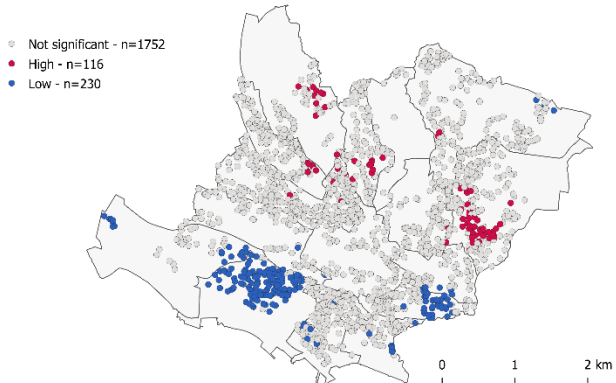 Not significant - n=1752
High - n=116
Low - n=230
0 1 2 km